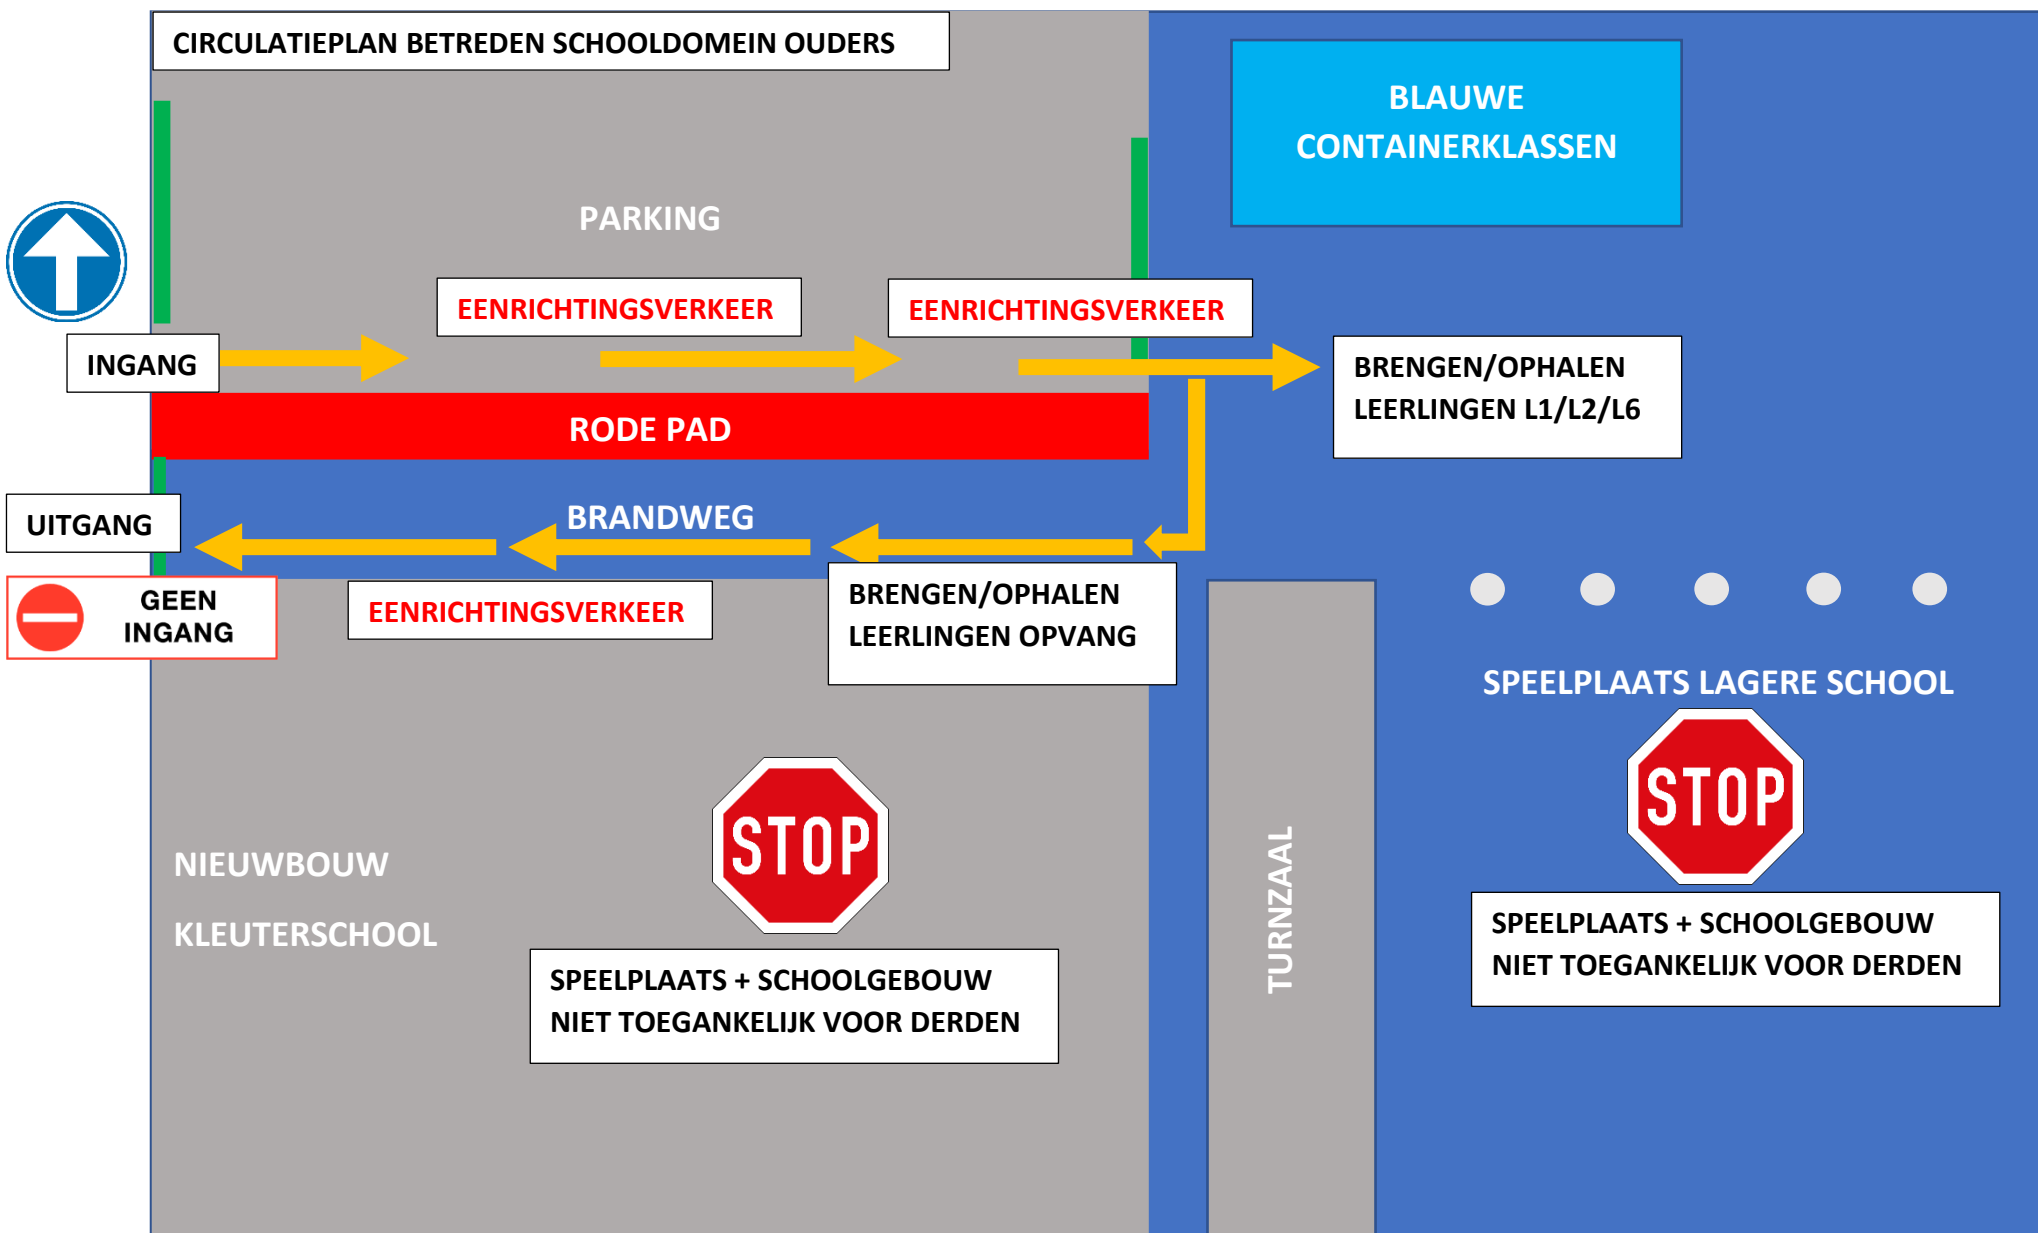 CIRCULATIEPLAN BETREDEN SCHOOLDOMEIN OUDERS
BLAUWE
CONTAINERKLASSEN
PARKING
EENRICHTINGSVERKEER
EENRICHTINGSVERKEER
INGANG
BRENGEN/OPHALEN
LEERLINGEN L1/L2/L6
RODE PAD
UITGANG
BRANDWEG
GEEN
INGANG
EENRICHTINGSVERKEER
BRENGEN/OPHALEN
LEERLINGEN OPVANG
SPEELPLAATS LAGERE SCHOOL
STOP
STOP
NIEUWBOUW
KLEUTERSCHOOL
TURNZAAL
SPEELPLAATS + SCHOOLGEBOUW
NIET TOEGANKELIJK VOOR DERDEN
SPEELPLAATS + SCHOOLGEBOUW
NIET TOEGANKELIJK VOOR DERDEN